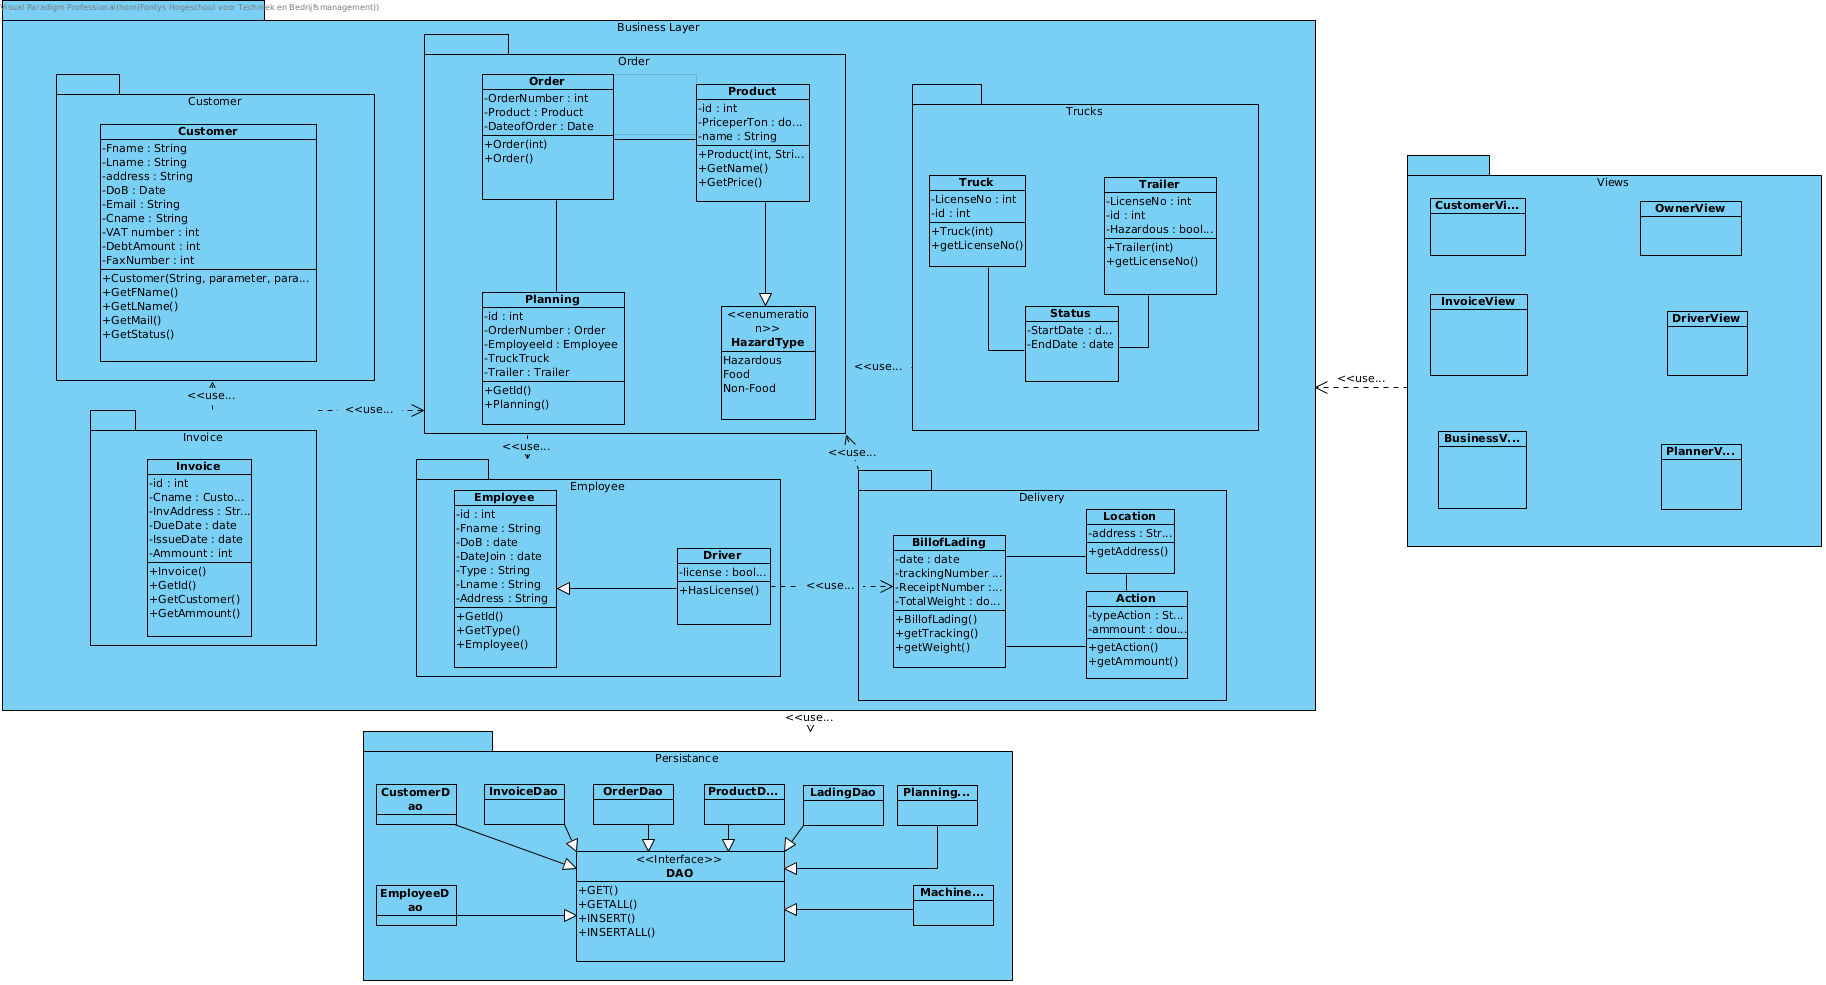 Visual Paradigm Professional(hom(Fontys Hogeschool voor Techniek en Bedrijfsmanagement))
Business Layer
Customer
Customer
-Fname : String
-Lname : String
-address : String
-DoB : Date
-Email : String
-Cname : String
-VAT number : int
-DebtAmount : int
-FaxNumber : int
+Customer(String, parameter, para...
+GetFName()
+GetLName()
+GetMail()
+GetStatus()
<<use...
<<use...
Invoice
Invoice
-id : int
-Cname : Custo...
-InvAddress : Str...
-DueDate : date
-IssueDate : date
-Ammount : int
+Invoice()
+GetId()
+GetCustomer()
+GetAmmount()
Order
Order
-OrderNumber : int
-Product : Product
-DateofOrder : Date
+Order(int)
+Order()
Product
-id : int
-PriceperTon : do...
-name : String
+Product(int, Stri...
+GetName()
+GetPrice()
Planning
-id : int
-OrderNumber : Order
-EmployeeId : Employee
-TruckTruck
-Trailer : Trailer
+GetId()
+Planning()
<<enumeratio
n>>
HazardType
Hazardous
Food
Non-Food
<<use...
<<use...
<<use...
Trucks
Truck
-LicenseNo : int
-id : int
+Truck(int)
+getLicenseNo()
Trailer
-LicenseNo : int
-id : int
-Hazardous : bool...
+Trailer(int)
+getLicenseNo()
Status
-StartDate : d...
-EndDate : date
Employee
Employee
-id : int
-Fname : String
-DoB : date
-DateJoin : date
-Type : String
-Lname : String
-Address : String
+GetId()
+GetType()
+Employee()
Driver
-license : bool...
+HasLicense()
<<use...
Delivery
BillofLading
-date : date
-trackingNumber ...
-ReceiptNumber :...
-TotalWeight : do...
+BillofLading()
+getTracking()
+getWeight()
Location
-address : Str...
+getAddress()
Action
-typeAction : St...
-ammount : dou...
+getAction()
+getAmmount()
<<use...
Views
CustomerVi...
OwnerView
InvoiceView
DriverView
BusinessV...
PlannerV...
<<use...
Persistance
CustomerD
ao
InvoiceDao
OrderDao
ProductD...
LadingDao
Planning...
EmployeeD
ao
<<Interface>>
DAO
+GET()
+GETALL()
+INSERT()
+INSERTALL()
Machine...